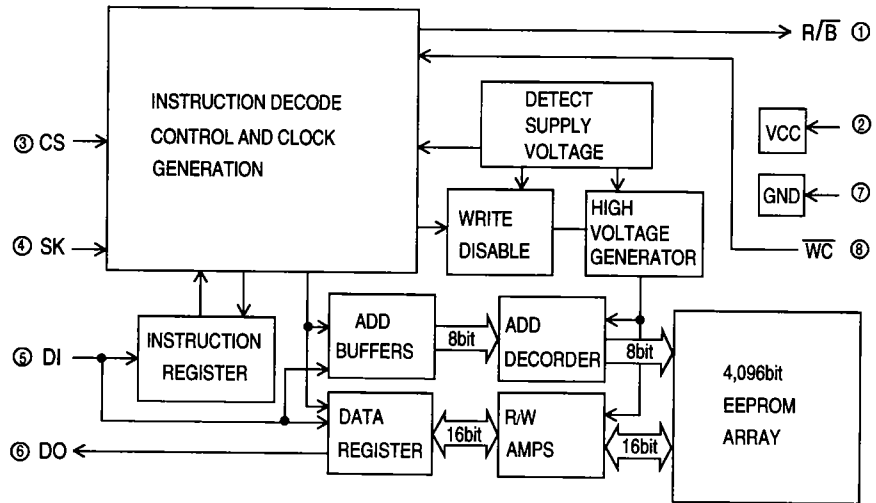 R/B ①
INSTRUCTION DECODE
CONTROL AND CLOCK
GENERATION
DETECT
SUPPLY
VOLTAGE
VCC ②
③ CS
GND ⑦
WRITE
DISABLE
HIGH
VOLTAGE
GENERATOR
④ SK
WC ⑧
ADD
BUFFERS
8bit
ADD
DECORDER
8bit
⑤ DI
INSTRUCTION
REGISTER
4,096bit
EEPROM
ARRAY
DATA
REGISTER
16bit
R/W
AMPS
16bit
⑥ DO